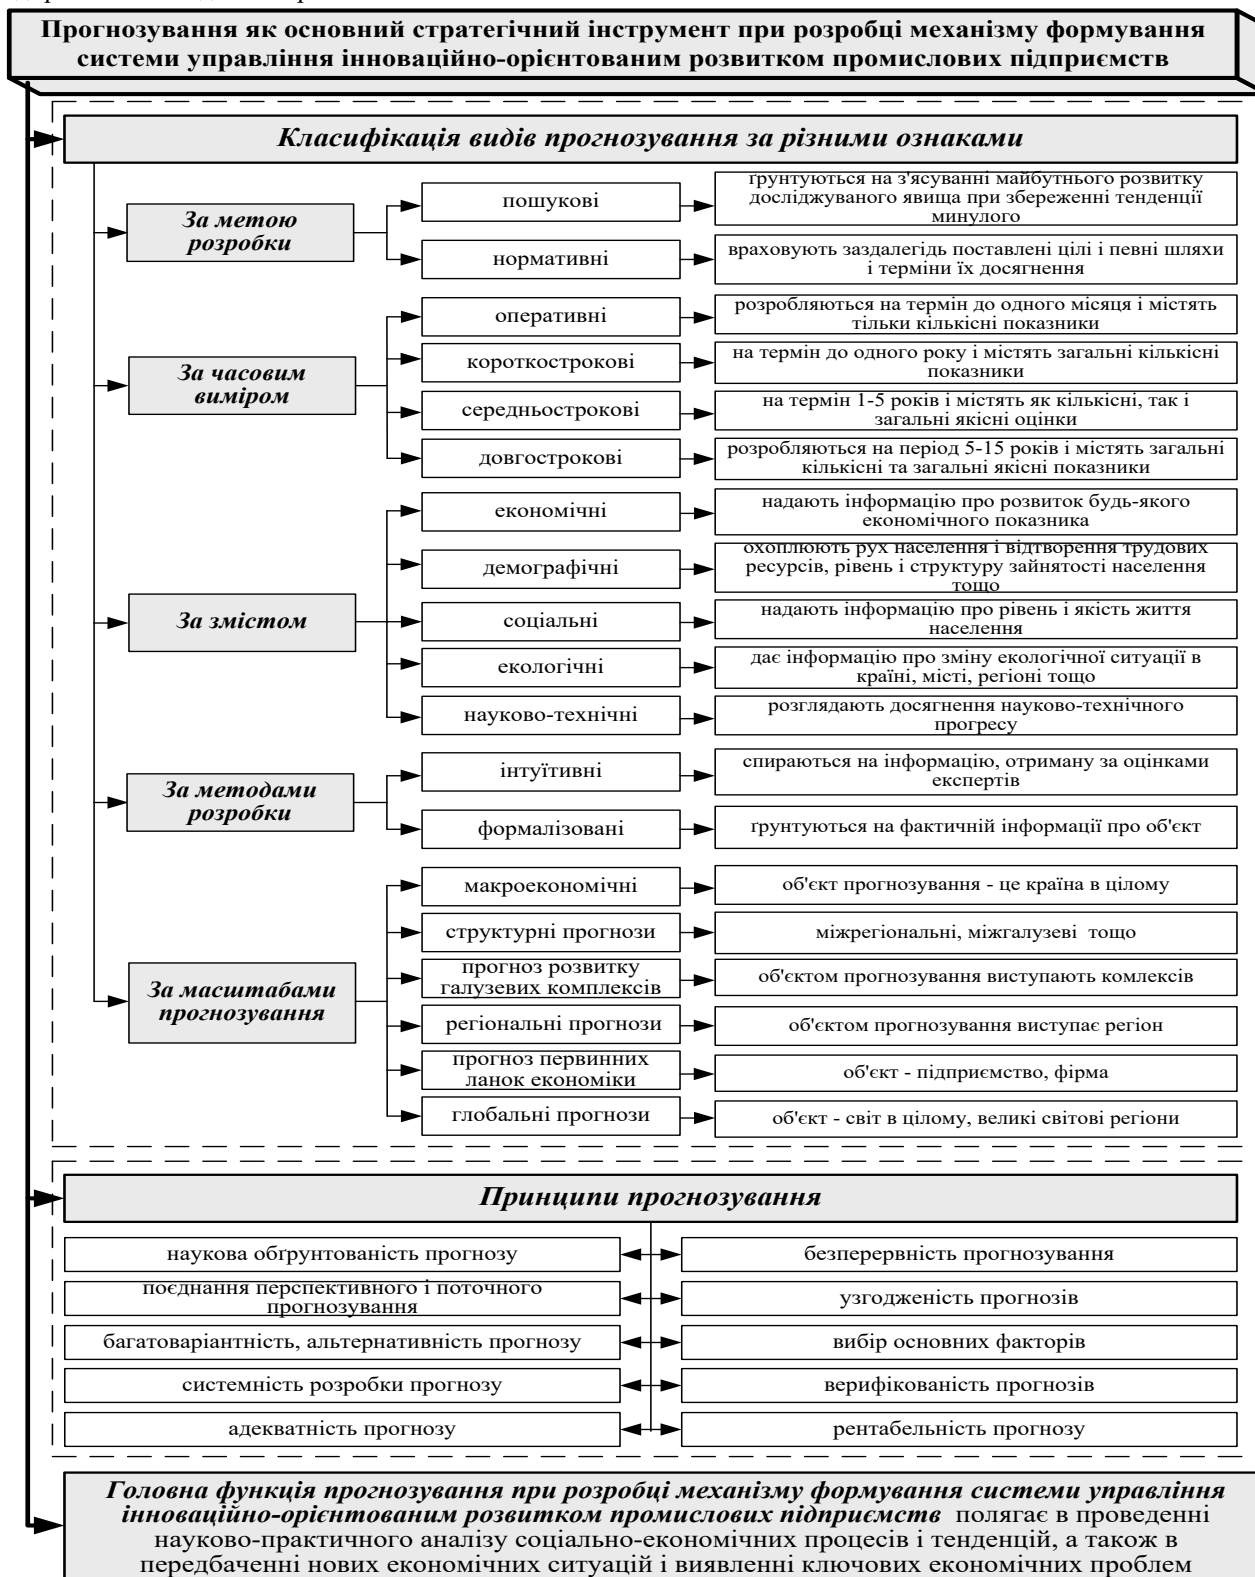 Прогнозування як основний стратегічний інструмент при розробці механізму формування
системи управління інноваційно-орієнтованим розвитком промислових підприємств
Класифікація видів прогнозування за різними ознаками
За метою
розробки
пошукові
ґрунтуються на з'ясуванні майбутнього розвитку
досліджуваного явища при збереженні тенденції
минулого
нормативні
враховують заздалегідь поставлені цілі і певні шляхи
і терміни їх досягнення
За часовим
виміром
оперативні
розробляються на термін до одного місяця і містять
тільки кількісні показники
короткострокові
на термін до одного року і містять загальні кількісні
показники
середньострокові
на термін 1-5 років і містять як кількісні, так і
загальні якісні оцінки
довгострокові
розробляються на період 5-15 років і містять загальні
кількісні та загальні якісні показники
За змістом
економічні
надають інформацію про розвиток будь-якого
економічного показника
демографічні
охоплюють рух населення і відтворення трудових
ресурсів, рівень і структуру зайнятості населення
тощо
соціальні
надають інформацію про рівень і якість життя
населення
екологічні
дає інформацію про зміну екологічної ситуації в
країні, місті, регіоні тощо
науково-технічні
розглядають досягнення науково-технічного
прогресу
За методами
розробки
інтуїтивні
спираються на інформацію, отриману за оцінками
експертів
формалізовані
ґрунтуються на фактичній інформації про об'єкт
За масштабами
прогнозування
макроекономічні
об'єкт прогнозування - це країна в цілому
структурні прогнози
міжрегіональні, міжгалузеві тощо
прогноз розвитку
галузевих комплексів
об'єктом прогнозування виступають комлексів
регіональні прогнози
об'єктом прогнозування виступає регіон
прогноз первинних
ланок економіки
об'єкт - підприємство, фірма
глобальні прогнози
об'єкт - світ в цілому, великі світові регіони
Принципи прогнозування
наукова обґрунтованість прогнозу
безперервність прогнозування
поєднання перспективного і поточного
прогнозування
узгодженість прогнозів
багатоваріантність, альтернативність прогнозу
вибір основних факторів
системність розробки прогнозу
верифікованість прогнозів
адекватність прогнозу
рентабельність прогнозу
Головна функція прогнозування при розробці механізму формування системи управління
інноваційно-орієнтованим розвитком промислових підприємств полягає в проведенні
науково-практичного аналізу соціально-економічних процесів і тенденцій, а також в
передбаченні нових економічних ситуацій і виявленні ключових економічних проблем